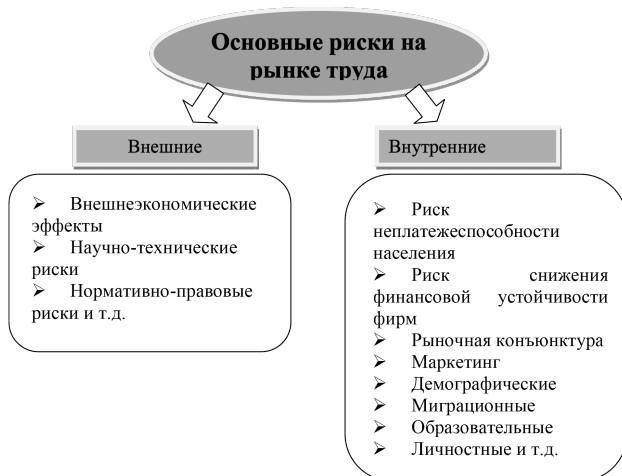 Основные риски на
рынке труда
Внешние
➤ Внешнеэкономические
эффекты
➤ Научно-технические
риски
➤ Нормативно-правовые
риски и т.д.
Внутренние
➤ Риск
неплатежеспособности
населения
➤ Риск снижения
финансовой устойчивости
фирм
➤ Рыночная конъюнктура
➤ Маркетинг
➤ Демографические
➤ Миграционные
➤ Образовательные
➤ Личностные и т.д.